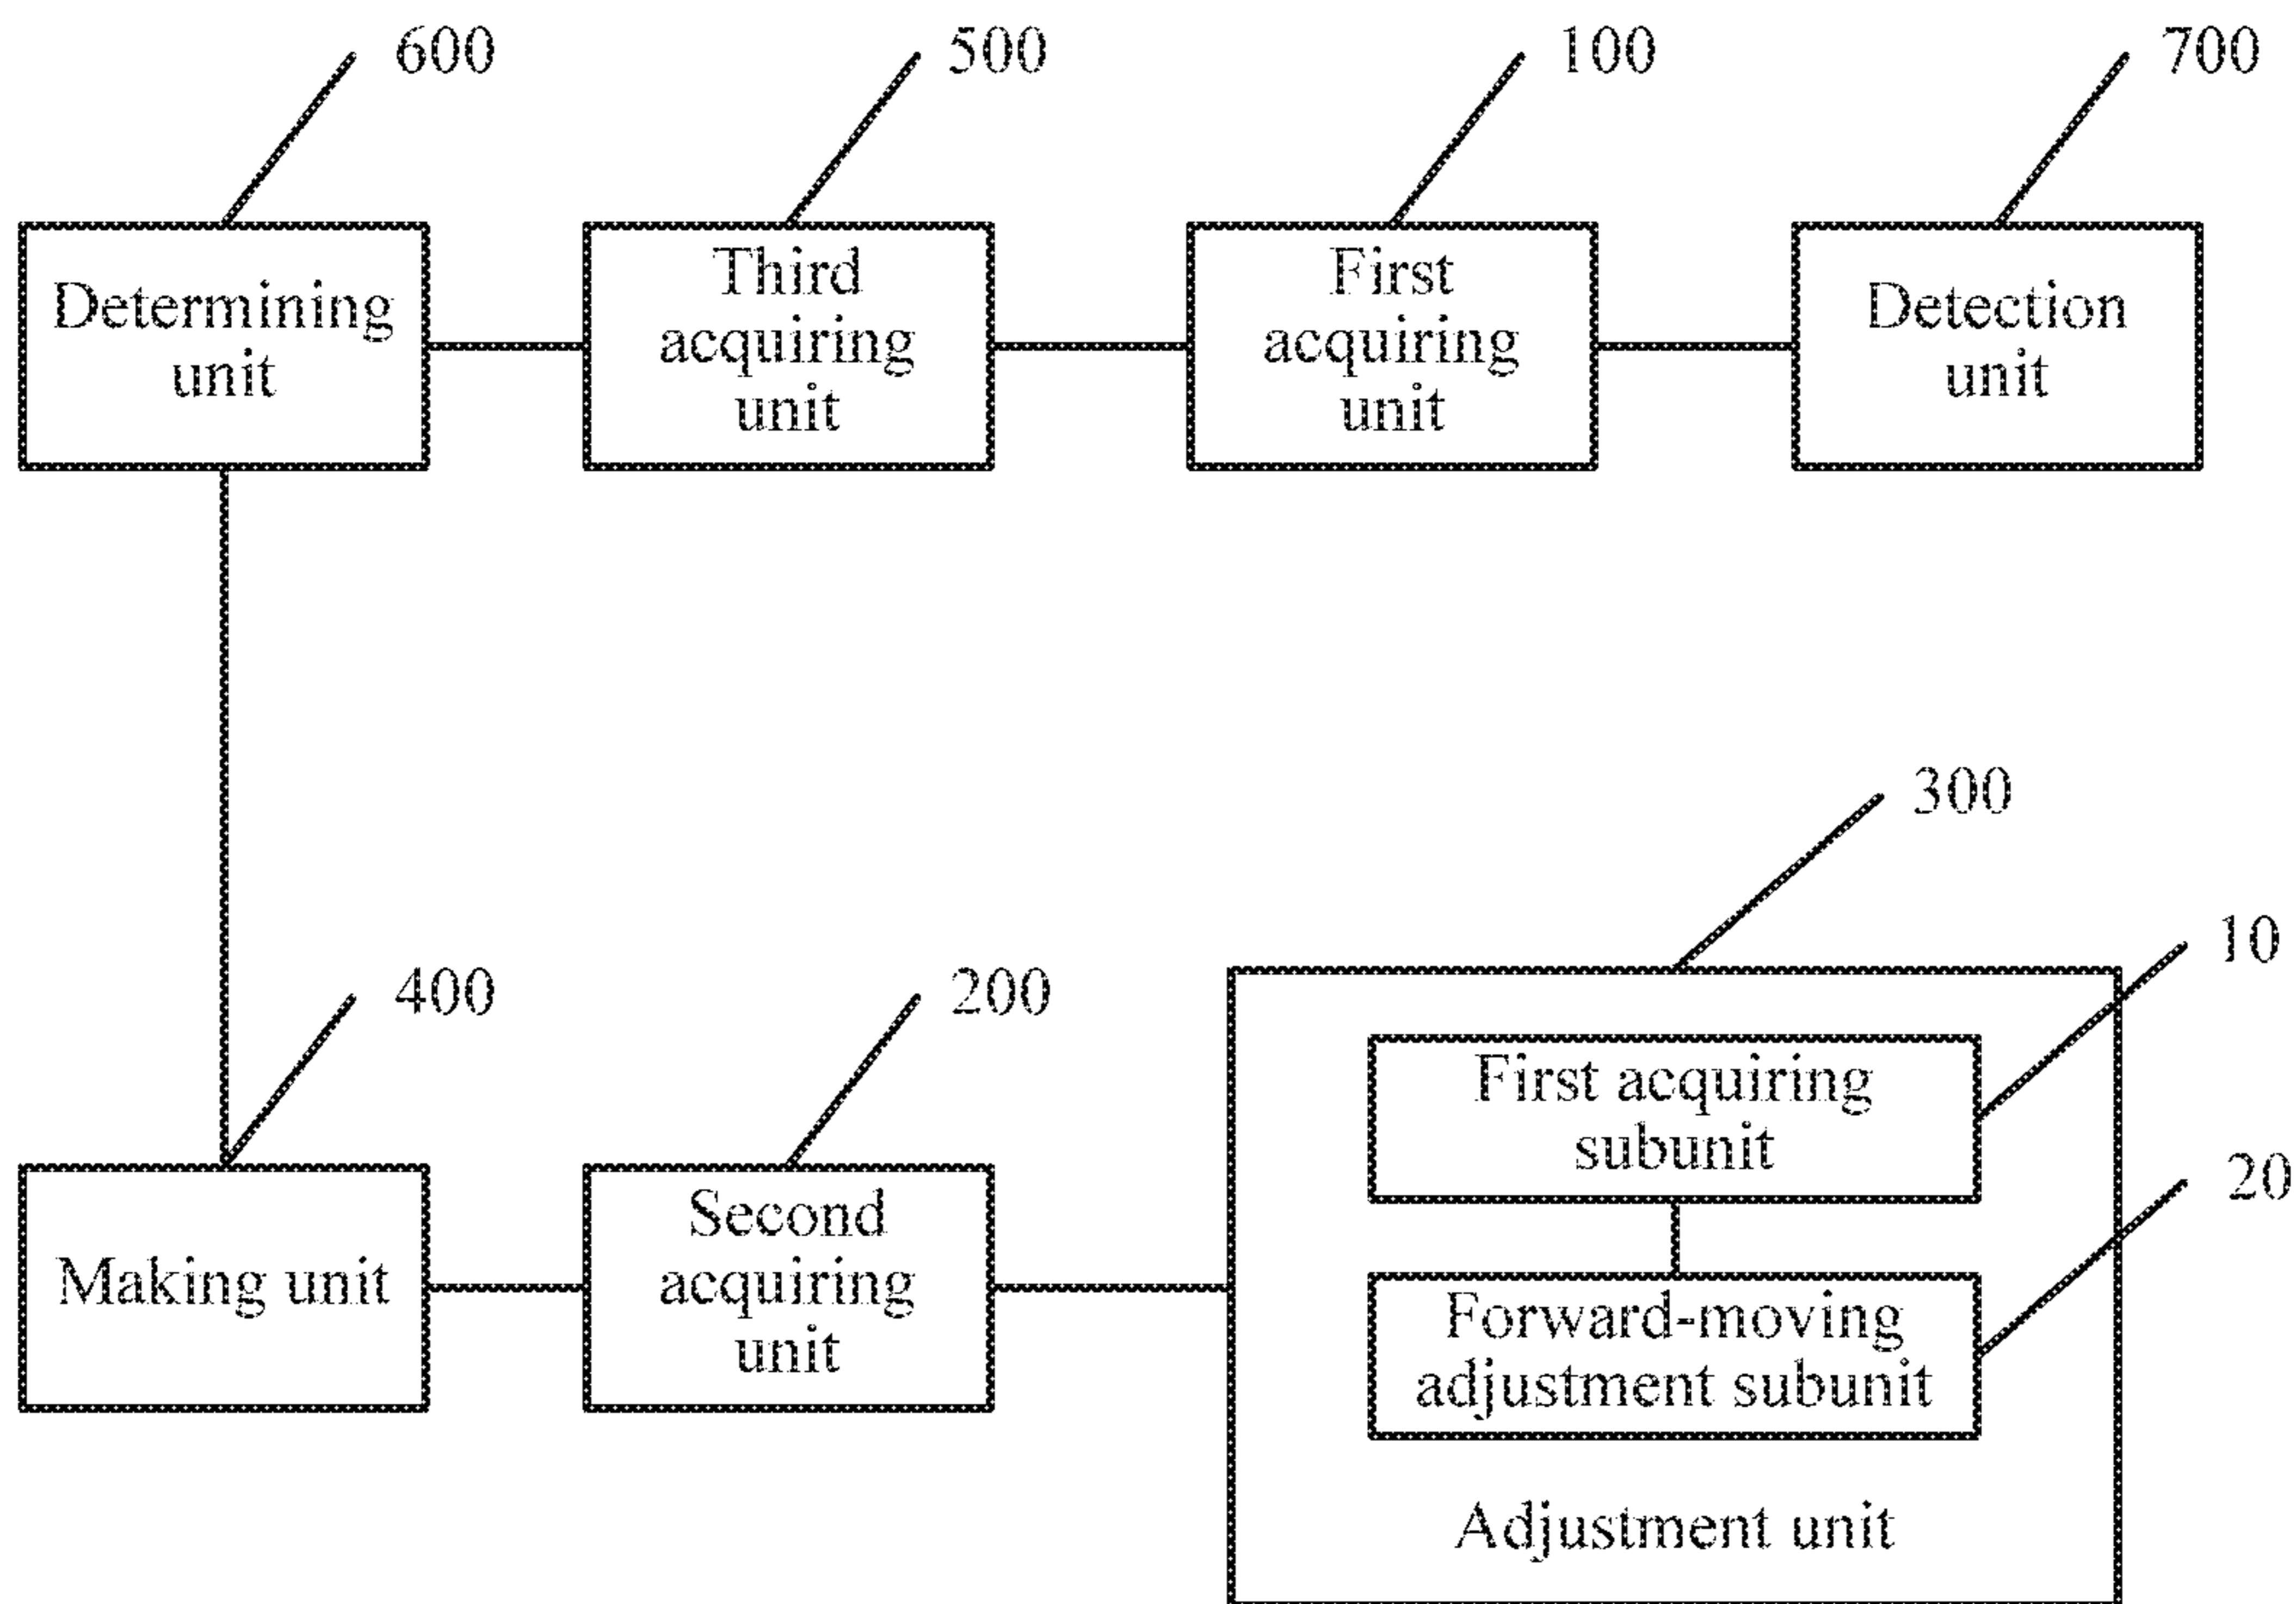 600
500
100
700
Determining
unit
Third
acquiring
unit
First
acquiring
unit
Detection
unit
300
10
400
200
First acquiring
subunit
20
Making unit
Second
acquiring
unit
Forward-moving
adjustment subunit
Adjustment unit